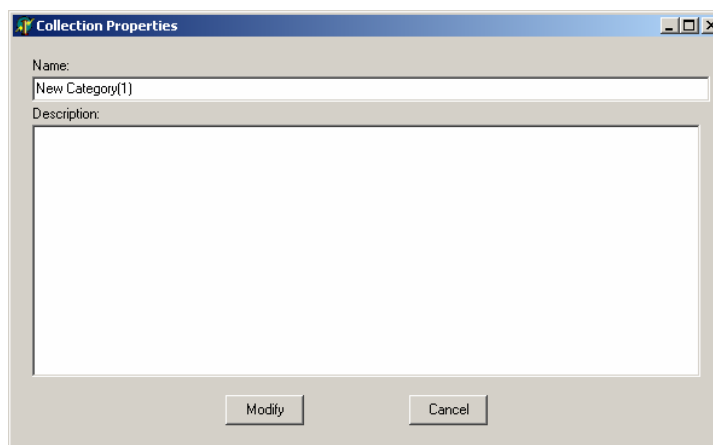 Collection Properties
Name:
New Category(1)
Description:
Modify
Cancel